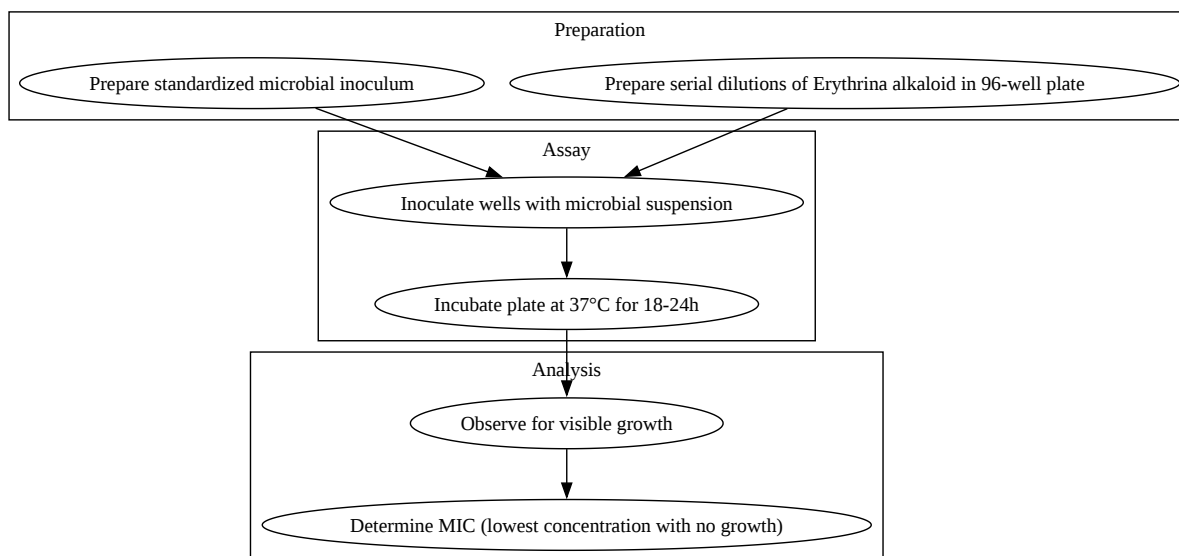 Preparation
Prepare standardized microbial inoculum
Prepare serial dilutions of Erythrina alkaloid in 96-well plate
Assay
Inoculate wells with microbial suspension
Incubate plate at 37°C for 18-24h
Analysis
Observe for visible growth
Determine MIC (lowest concentration with no growth)